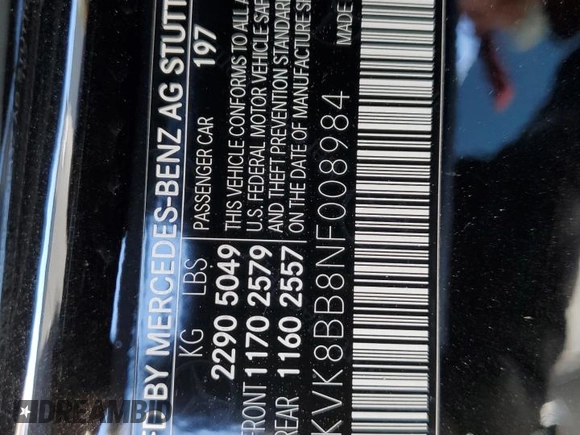 BY MERCEDES-BENZ AG STUTT
KG LBS PASSENGER CAR 197
2290 5049 THIS VEHICLE CONFORMS TO ALL
FRONT 1170 2579 U.S. FEDERAL MOTOR VEHICLE SAF
REAR 1160 2557 AND THEFT PREVENTION STANDAR
ON THE DATE OF MANUFACTURE S
KVK8BB8NF008984 MADE
DREAMBID